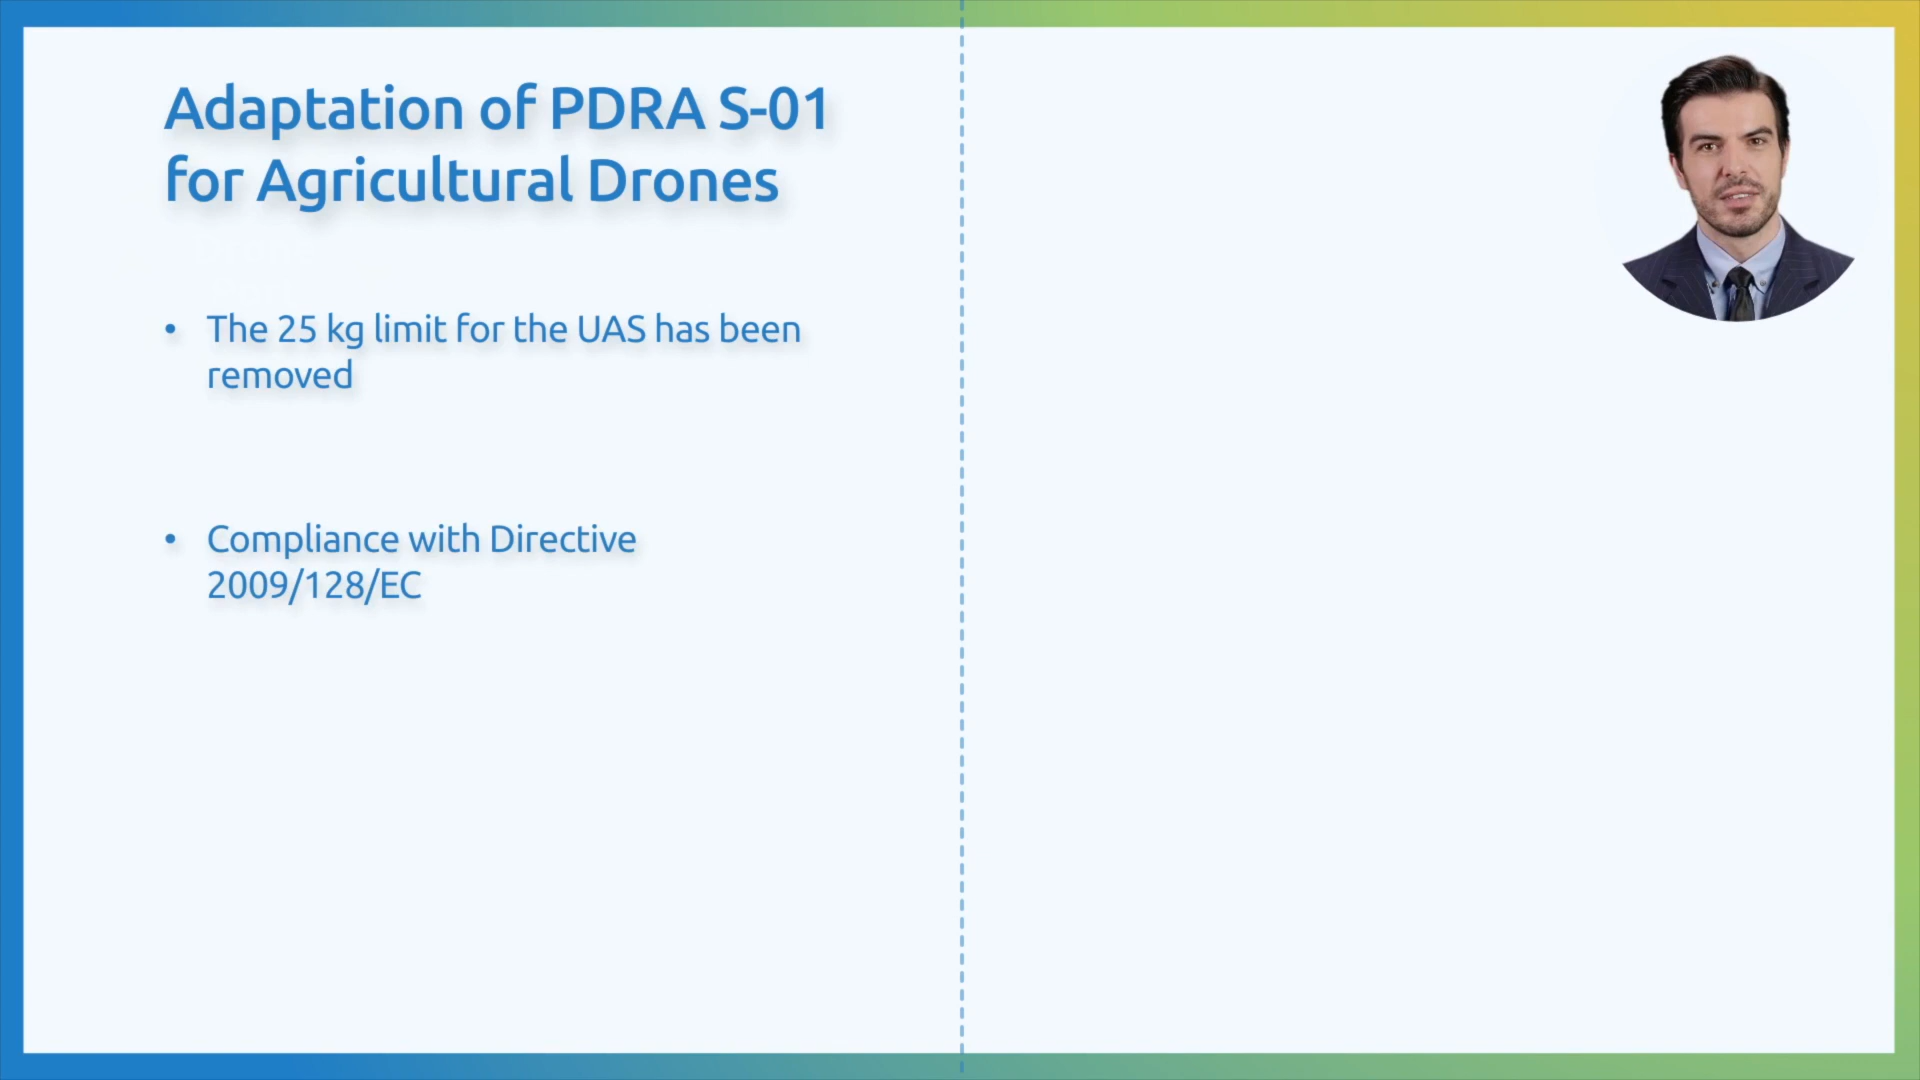 Adaptation of PDRA S-01
for Agricultural Drones
• The 25 kg limit for the UAS has been
removed
• Compliance with Directive
2009/128/EC